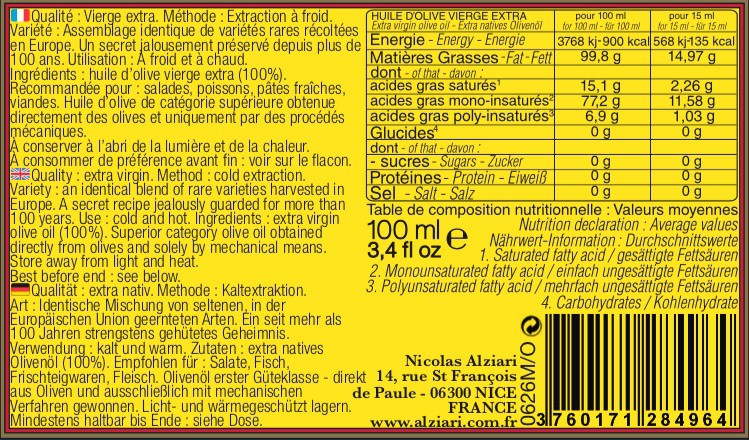 Qualité : Vierge extra. Méthode : Extraction à froid.
Variété : Assemblage identique de variétés rares récoltées
en Europe. Un secret jalousement préservé depuis plus de
100 ans. Utilisation : À froid et à chaud.
Ingrédients : huile d'olive vierge extra (100%).
Recommandée pour : salades, poissons, pâtes fraîches,
viandes. Huile d'olive de catégorie supérieure obtenue
directement des olives et uniquement par des procédés
mécaniques.
À conserver à l'abri de la lumière et de la chaleur.
À consommer de préférence avant fin : voir sur le flacon.
Quality : extra virgin. Method : cold extraction.
Variety : an identical blend of rare varieties harvested in
Europe. A secret recipe jealously guarded for more than
100 years. Use : cold and hot. Ingredients : extra virgin
olive oil (100%). Superior category olive oil obtained
directly from olives and solely by mechanical means.
Store away from light and heat.
Best before end : see below.
Qualität : extra nativ. Methode : Kaltextraktion.
Art : Identische Mischung von seltenen, in der
Europäischen Union geernteten Arten. Ein seit mehr als
100 Jahren strengstens gehütetes Geheimnis.
Verwendung : kalt und warm. Zutaten : extra natives
Olivenöl (100%). Empfohlen für : Salate, Fisch,
Frischteigwaren, Fleisch. Olivenöl erster Güteklasse - direkt
aus Oliven und ausschließlich mit mechanischen
Verfahren gewonnen. Licht- und wärmegeschützt lagern.
Mindestens haltbar bis Ende : siehe Dose.
HUILE D'OLIVE VIERGE EXTRA pour 100 ml pour 15 ml
Extra virgin olive oil - Extra natives Olivenöl for 100 ml - für 100 ml for 15 ml - für 15 ml
Energie - Energy - Energie 3768 kj-900 kcal 568 kj-135 kcal
Matières Grasses - Fat - Fett 99,8 g 14,97 g
dont - of that - davon :
acides gras saturés¹ 15,1 g 2,26 g
acides gras mono-insaturés² 77,2 g 11,58 g
acides gras poly-insaturés³ 6,9 g 1,03 g
Glucides⁴ 0 g 0 g
dont - of that - davon :
- sucres - Sugars - Zucker 0 g 0 g
Protéines - Protein - Eiweiß 0 g 0 g
Sel - Salt - Salz 0 g 0 g
Table de composition nutritionnelle : Valeurs moyennes
Nutrition declaration : Average values
Nährwert-Information : Durchschnittswerte
100 ml e
3,4 fl oz
1. Saturated fatty acid / gesättigte Fettsäuren
2. Monounsaturated fatty acid / einfach ungesättigte Fettsäuren
3. Polyunsaturated fatty acid / mehrfach ungesättigte Fettsäuren
4. Carbohydrates / Kohlenhydrate
Nicolas Alziari
14, rue St François
de Paule - 06300 NICE
FRANCE
www.alziari.com.fr
0626M/O
3 760171 284964